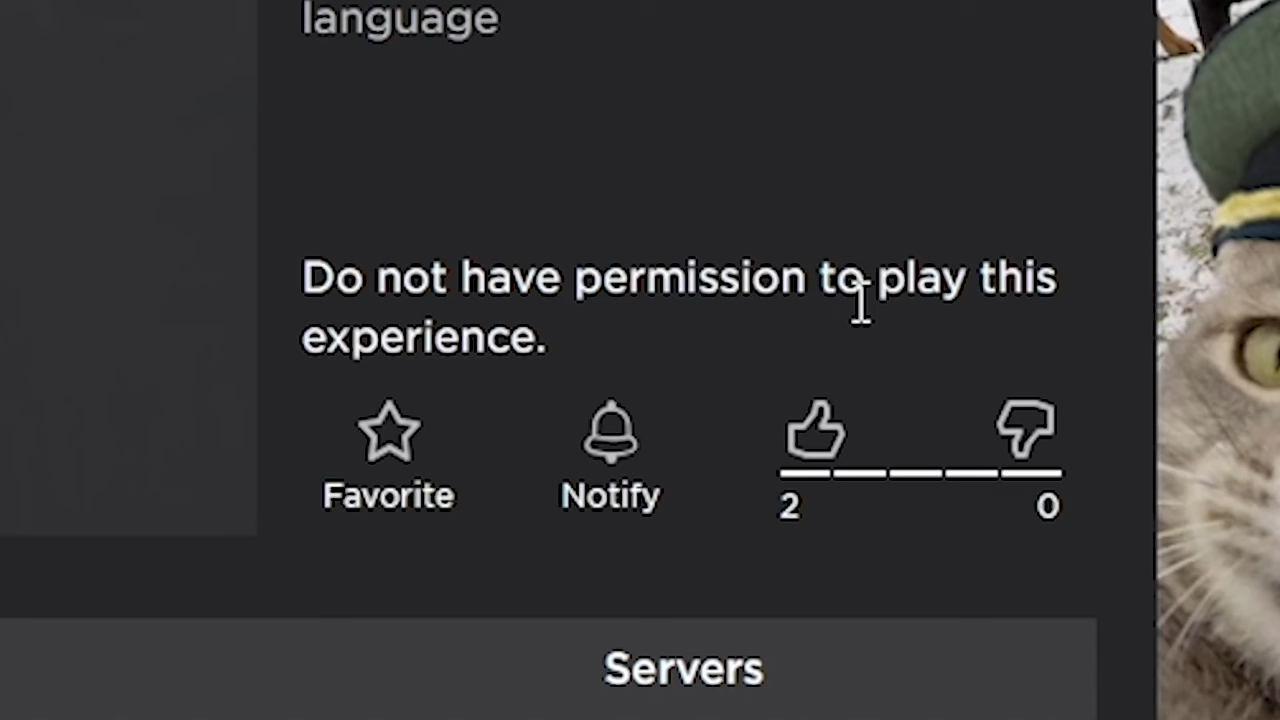 language
Do not have permission to play this
experience.
Favorite
Notify
2
0
Servers